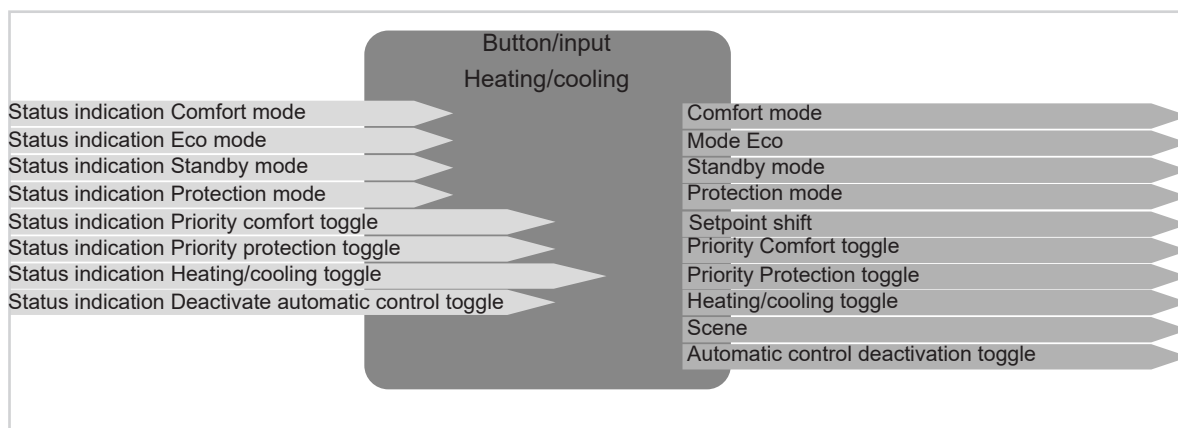 Button/input
Heating/cooling
Status indication Comfort mode
Status indication Eco mode
Status indication Standby mode
Status indication Protection mode
Status indication Priority comfort toggle
Status indication Priority protection toggle
Status indication Heating/cooling toggle
Status indication Deactivate automatic control toggle
Comfort mode
Mode Eco
Standby mode
Protection mode
Setpoint shift
Priority Comfort toggle
Priority Protection toggle
Heating/cooling toggle
Scene
Automatic control deactivation toggle